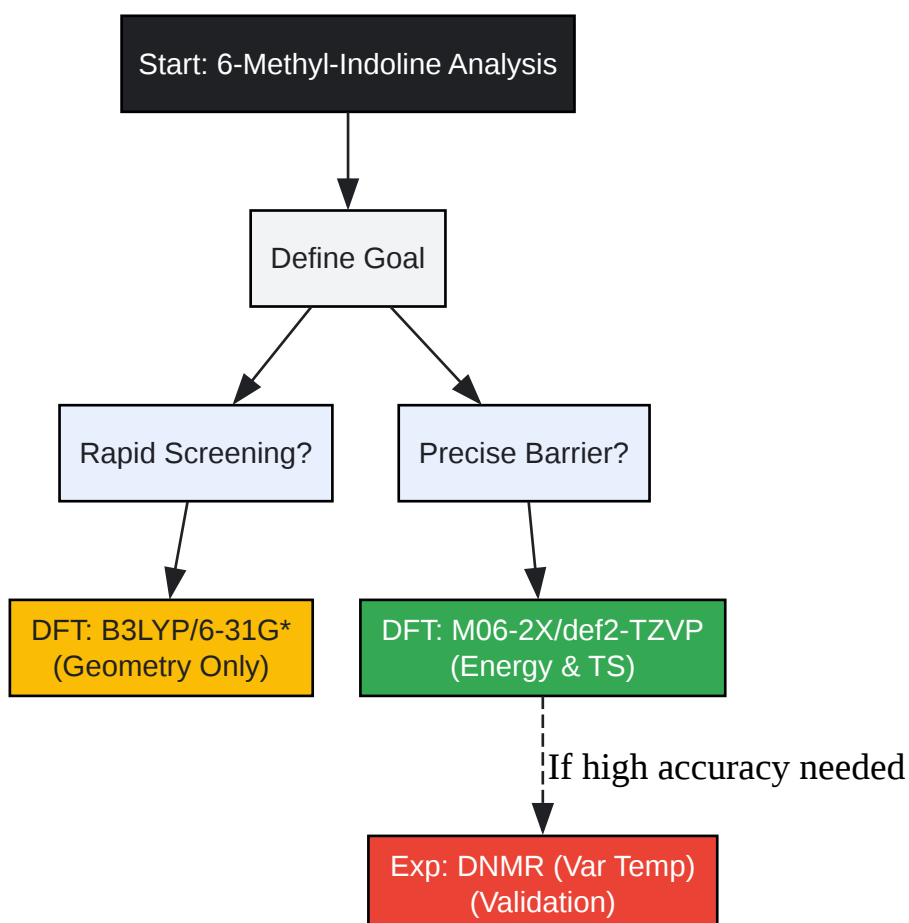 Start: 6-Methyl-Indoline Analysis
Define Goal
Rapid Screening?
Precise Barrier?
DFT: B3LYP/6-31G*
(Geometry Only)
DFT: M06-2X/def2-TZVP
(Energy & TS)
If high accuracy needed
Exp: DNMR (Var Temp)
(Validation)